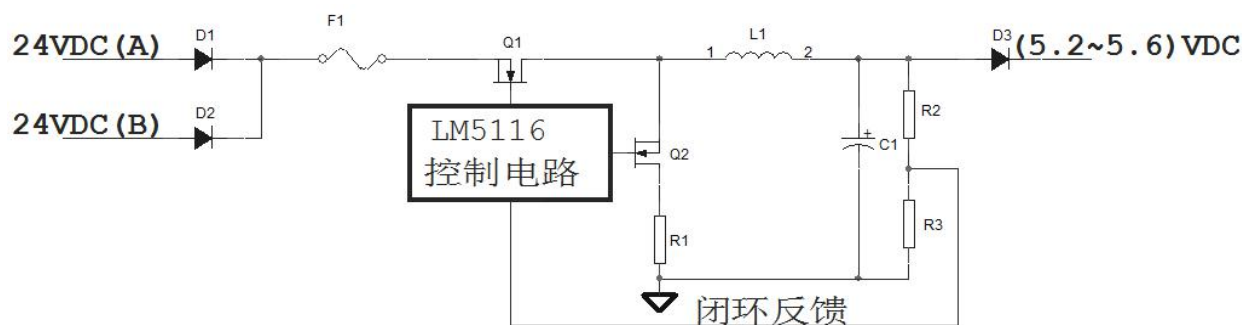 24VDC(A)
D1
F1
Q1
1
L1
2
D3
(5.2~5.6)VDC
24VDC(B)
D2
LM5116
控制电路
Q2
+
C1
R2
R1
R3
闭环反馈